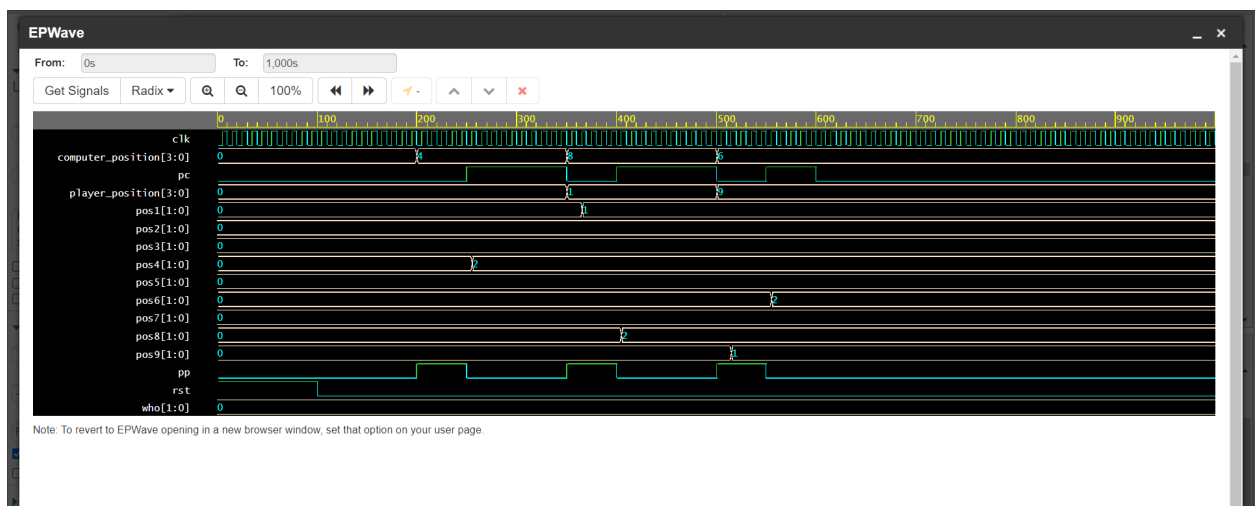 EPWave
From: 0s To: 1,000s
Get Signals Radix 100%
0 100 200 300 400 500 600 700 800 900
clk
computer_position[3:0] 0 4 8 6
pc
player_position[3:0] 0 1 9
pos1[1:0] 0 1
pos2[1:0] 0
pos3[1:0] 0
pos4[1:0] 0 2
pos5[1:0] 0
pos6[1:0] 0 2
pos7[1:0] 0
pos8[1:0] 0 2
pos9[1:0] 0 1
pp
rst
who[1:0] 0
Note: To revert to EPWave opening in a new browser window, set that option on your user page.